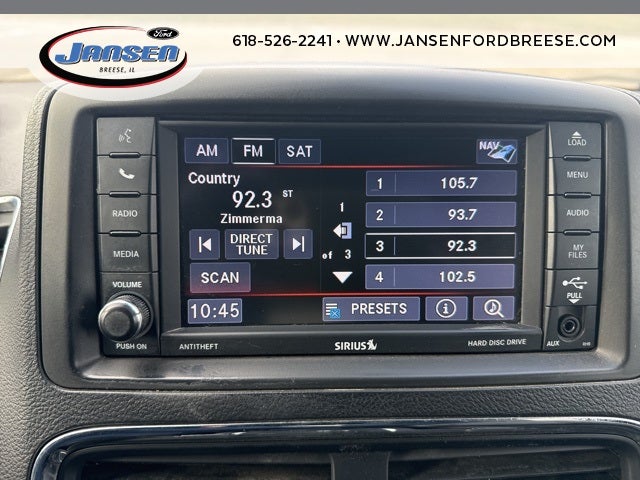 Ford
JANSEN
BREESE, IL
618-526-2241 • WWW.JANSENFORDBREESE.COM
AM FM SAT NAV
Country
92.3 ST
Zimmerma
DIRECT TUNE
SCAN
10:45
1
of 3
1 105.7
2 93.7
3 92.3
4 102.5
PRESETS
RADIO
MEDIA
VOLUME
PUSH ON
LOAD
MENU
AUDIO
MY FILES
PULL
AUX RHB
ANTITHEFT SIRIUS HARD DISC DRIVE